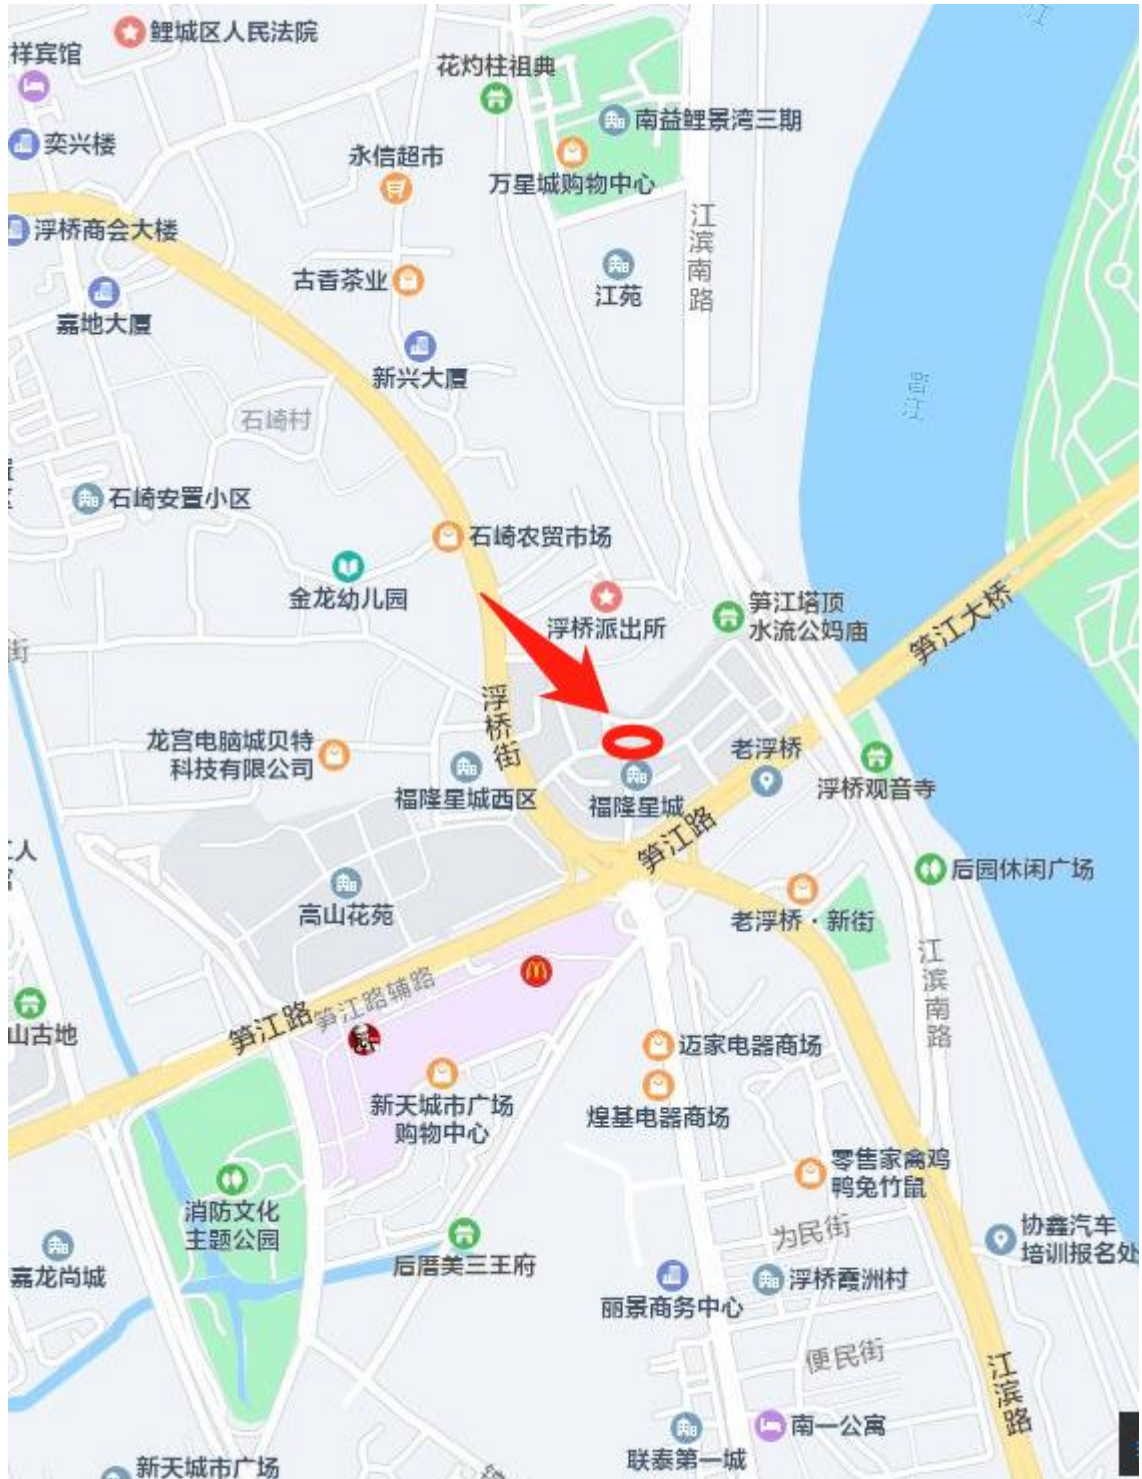 鲤城区人民法院
祥宾馆
花灼柱祖典
南益鲤景湾三期
奕兴楼
永信超市
万星城购物中心
江滨南路
浮桥商会大楼
古香茶业
江苑
嘉地大厦
新兴大厦
晋江
石崎村
石崎安置小区
石崎农贸市场
金龙幼儿园
浮桥派出所
笋江塔顶
水流公妈庙
笋江大桥
街
浮桥街
龙宫电脑城贝特
科技有限公司
老浮桥
福隆星城西区
福隆星城
浮桥观音寺
笋江路
人
后园休闲广场
高山花苑
老浮桥·新街
江滨南路
山古地
笋江路
笋江路辅路
迈家电器商场
新天城市广场
购物中心
煌基电器商场
零售家禽鸡
鸭兔竹鼠
消防文化
主题公园
为民街
协鑫汽车
培训报名处
嘉龙尚城
后厝美三王府
浮桥霞洲村
丽景商务中心
便民街
江滨路
南一公寓
联泰第一城
新天城市广场